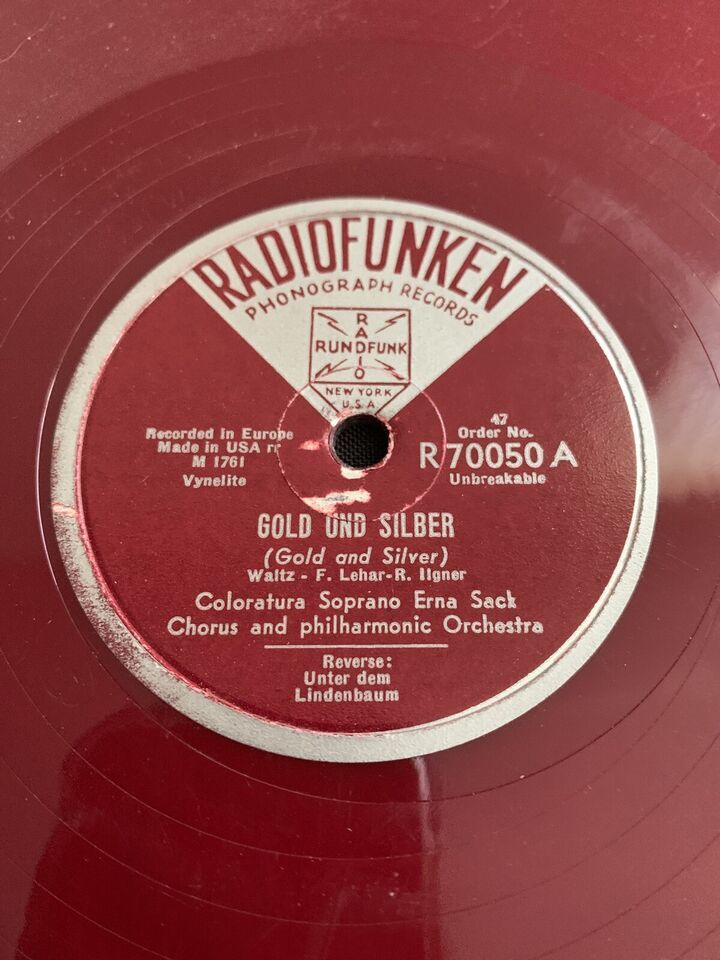 RADIOFUNKEN
PHONOGRAPH RECORDS
RADIO
RUNDFUNK
NEW YORK
U.S.A
Recorded in Europe
Made in USA rr
M 1761
Vynelite
47
Order No.
R 70050 A
Unbreakable
GOLD UND SILBER
(Gold and Silver)
Waltz - F. Lehar-R. Ilgner
Coloratura Soprano Erna Sack
Chorus and philharmonic Orchestra
Reverse:
Unter dem
Lindenbaum